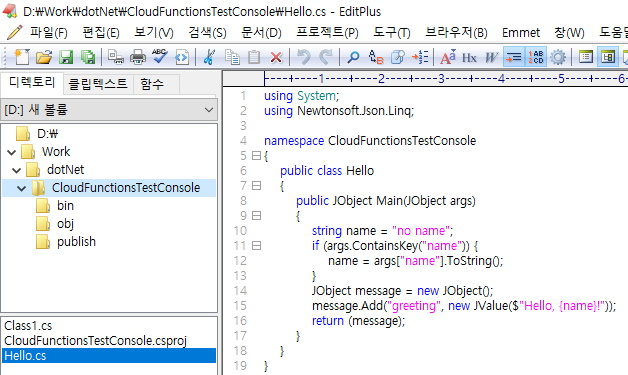 D:₩Work₩dotNet₩CloudFunctionsTestConsole₩Hello.cs - EditPlus
파일(F) 편집(E) 보기(V) 검색(S) 문서(D) 프로젝트(P) 도구(T) 브라우저(B) Emmet 창(W) 도움말
Hx W 1AB 2CD
디렉토리 클립텍스트 함수
[D:] 새 볼륨
D:₩
Work
dotNet
CloudFunctionsTestConsole
bin
obj
publish
Class1.cs
CloudFunctionsTestConsole.csproj
Hello.cs
----+----1----+----2----+----3----+----4----+----5----+----6
1 using System;
2 using Newtonsoft.Json.Linq;
3
4 namespace CloudFunctionsTestConsole
5 {
6 public class Hello
7 {
8 public JObject Main(JObject args)
9 {
10 string name = "no name";
11 if (args.ContainsKey("name")) {
12 name = args["name"].ToString();
13 }
14 JObject message = new JObject();
15 message.Add("greeting", new JValue($"Hello, {name}!"));
16 return (message);
17 }
18 }
19 }